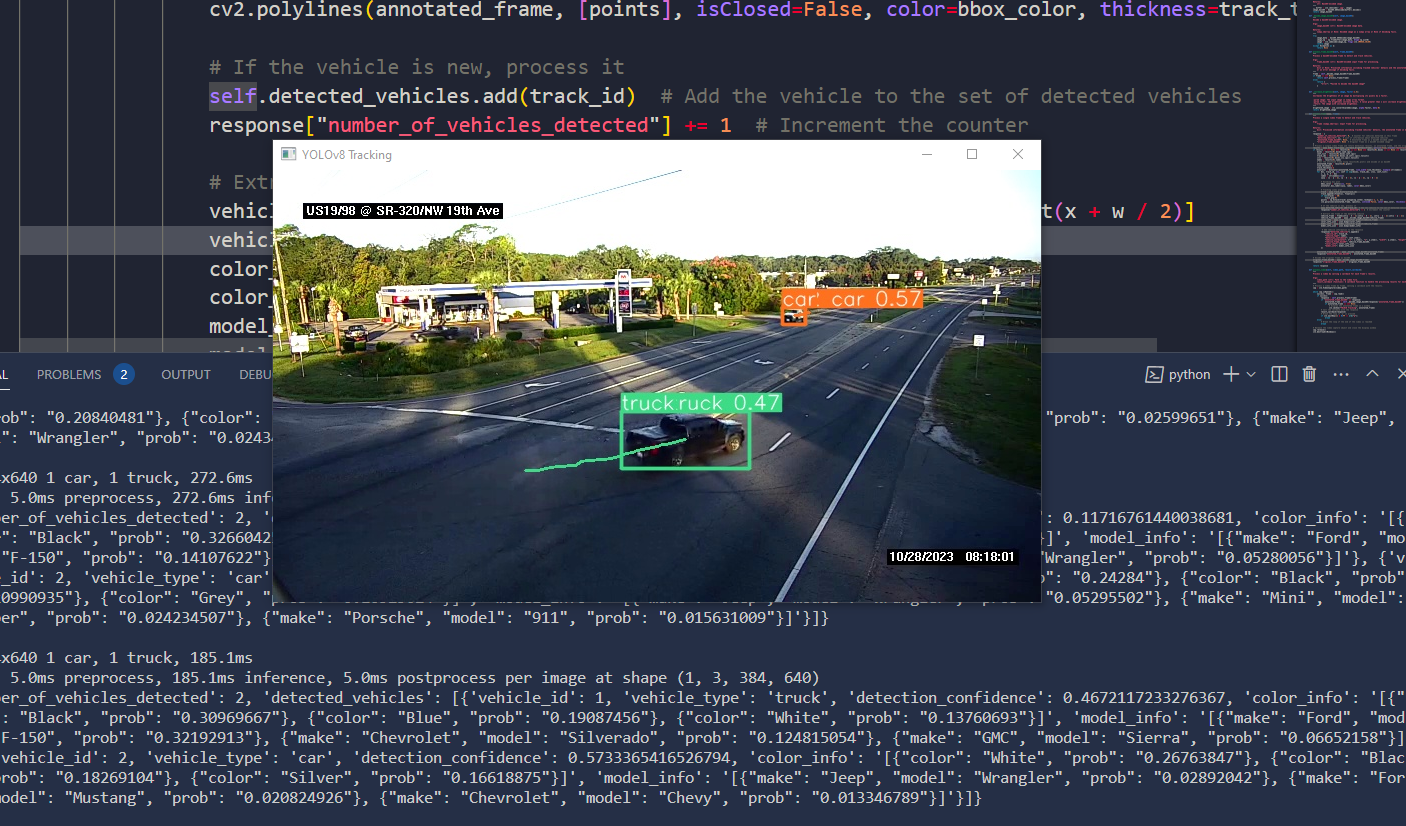 cv2.polylines(annotated_frame, [points], isClosed=False, color=bbox_color, thickness=track_t
# If the vehicle is new, process it
self.detected_vehicles.add(track_id)  # Add the vehicle to the set of detected vehicles
response["number_of_vehicles_detected"] += 1  # Increment the counter
YOLOv8 Tracking
# Extr
US19/98 @ SR-320/NW 19th Ave
vehic t(x + w / 2)]
vehic
color_
color_
model_
car car 0.57
PROBLEMS 2 OUTPUT DEBU python
truck ruck 0.47
rob": "0.20840481"}, {"color": "prob": "0.02599651"}, {"make": "Jeep",
": "Wrangler", "prob": "0.0243
x640 1 car, 1 truck, 272.6ms
5.0ms preprocess, 272.6ms inf
er_of_vehicles_detected': 2, ' : 0.11716761440038681, 'color_info': '[{
": "Black", "prob": "0.3266042 ]', 'model_info': '[{"make": "Ford", "mo
"F-150", "prob": "0.14107622"} Wrangler", "prob": "0.05280056"}]'}, {'v
10/28/2023 08:18:01
e_id': 2, 'vehicle_type': 'car' "0.24284"}, {"color": "Black", "prob"
0990935"}, {"color": "Grey", "p "0.05295502"}, {"make": "Mini", "model":
er", "prob": "0.024234507"}, {"make": "Porsche", "model": "911", "prob": "0.015631009"}]'}]}
x640 1 car, 1 truck, 185.1ms
5.0ms preprocess, 185.1ms inference, 5.0ms postprocess per image at shape (1, 3, 384, 640)
er_of_vehicles_detected': 2, 'detected_vehicles': [{'vehicle_id': 1, 'vehicle_type': 'truck', 'detection_confidence': 0.4672117233276367, 'color_info': '[{"
: "Black", "prob": "0.30969667"}, {"color": "Blue", "prob": "0.19087456"}, {"color": "White", "prob": "0.13760693"}]', 'model_info': '[{"make": "Ford", "mod
F-150", "prob": "0.32192913"}, {"make": "Chevrolet", "model": "Silverado", "prob": "0.124815054"}, {"make": "GMC", "model": "Sierra", "prob": "0.06652158"}]
vehicle_id': 2, 'vehicle_type': 'car', 'detection_confidence': 0.5733365416526794, 'color_info': '[{"color": "White", "prob": "0.26763847"}, {"color": "Blac
prob": "0.18269104"}, {"color": "Silver", "prob": "0.16618875"}]', 'model_info': '[{"make": "Jeep", "model": "Wrangler", "prob": "0.02892042"}, {"make": "For
model": "Mustang", "prob": "0.020824926"}, {"make": "Chevrolet", "model": "Chevy", "prob": "0.013346789"}]'}]}